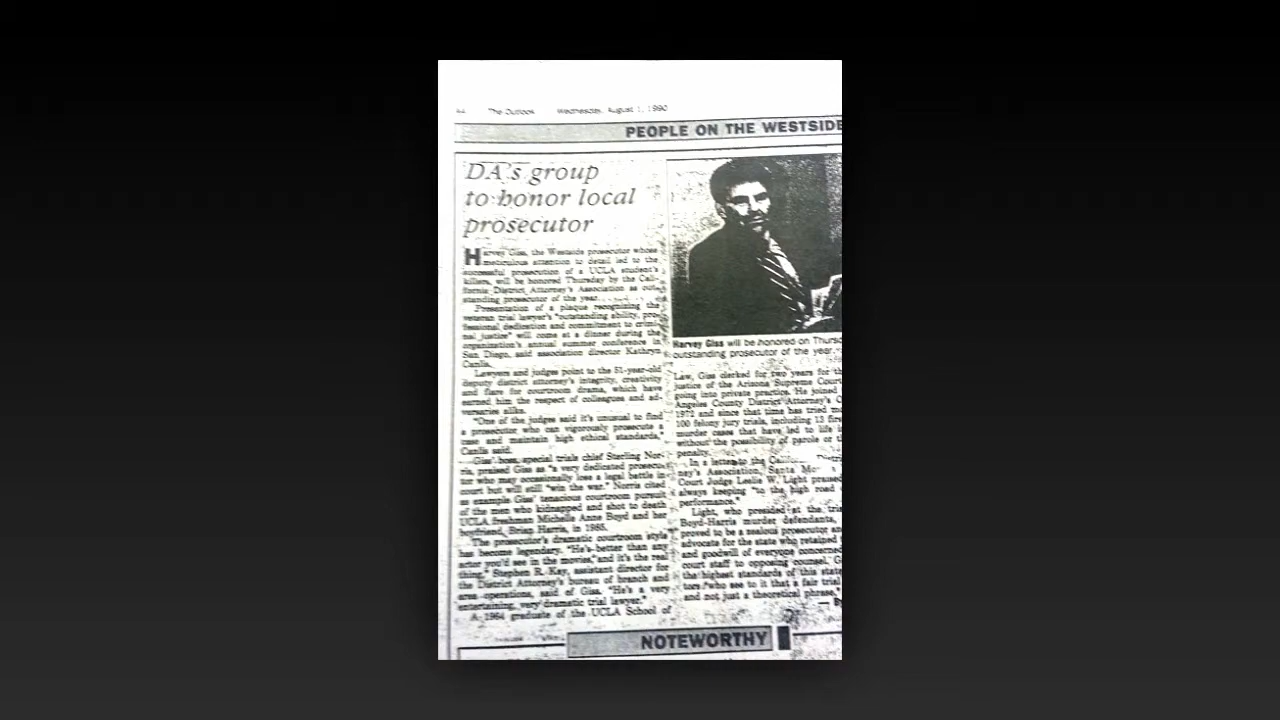 The Outlook Wednesday, August 1, 1990
PEOPLE ON THE WESTSIDE
DA's group
to honor local
prosecutor
Harvey Giss, the Westside prosecutor whose
meticulous attention to detail led to the
successful prosecution of a UCLA student's
killers, will be honored Thursday by the Cali-
fornia District Attorney's Association as out-
standing prosecutor of the year.
Presentation of a plaque recognizing the
veteran trial lawyer's "outstanding ability, pro-
fessional dedication and commitment to crimi-
nal justice" will come at a dinner during the
organization's annual summer conference in
San Diego, said association director Kathryn
Canlis.
Lawyers and judges point to the 51-year-old
deputy district attorney's integrity, creativity
and flare for courtroom drama, which have
earned him the respect of colleagues and ad-
versaries alike.
"One of the judges said it's unusual to find
a prosecutor who can vigorously prosecute a
case and maintain high ethical standards,"
Canlis said.
Giss' boss, special trials chief Sterling Nor-
ris, praised Giss as "a very dedicated prosecu-
tor who may occasionally lose a legal battle in
court but will still "win the war." Norris cited
as example Giss' tenacious courtroom pursuit
of the men who kidnapped and shot to death
UCLA freshman Michelle Anne Boyd and her
boyfriend, Brian Harris, in 1985.
The prosecutor's dramatic courtroom style
has become legendary. "He's better than any
actor you'd see in the movies, and it's the real
thing," Stephen R. Kay, assistant director for
the District Attorney's bureau of branch and
area operations, said of Giss. "He's a very
entertaining, very dramatic trial lawyer."
A 1964 graduate of the UCLA School of
Harvey Giss will be honored on Thurs
outstanding prosecutor of the year.
Law, Giss clerked for two years for th
justice of the Arizona Supreme Court
going into private practice. He joined
Angeles County District Attorney's O
1972 and since that time has tried mo
100 felony jury trials, including 13 firs
murder cases that have led to life i
without the possibility of parole or t
penalty.
In a letter to the Distri
ney's Association, Santa
Court Judge Leslie W. Light praised
always keeping "to the high road
performance."
Light, who presided at the tria
Boyd-Harris murder defendants,
proved to be a zealous prosecutor an
advocate for the state who retained
and goodwill of everyone concerned
court staff to opposing counsel. G
the highest standards of this state
tors who see to it that a fair trial
and not just a theoretical phrase."
NOTEWORTHY